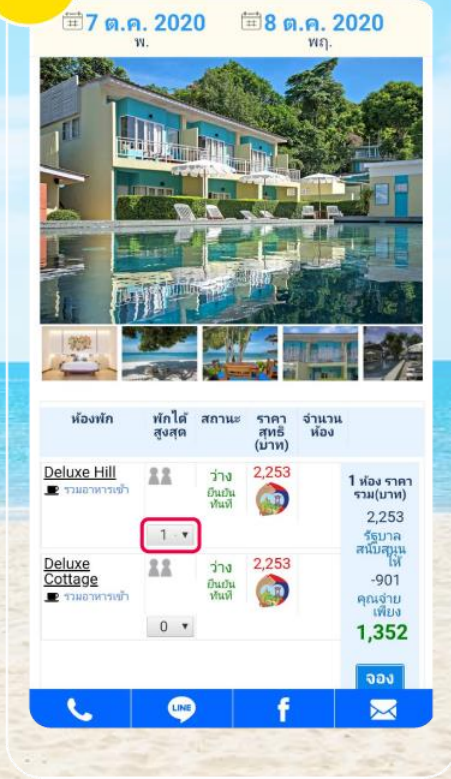 7 ต.ค. 2020 8 ต.ค. 2020
พ. พฤ.
ห้องพัก พักได้สูงสุด สถานะ ราคาสุทธิ (บาท) จำนวนห้อง
Deluxe Hill
รวมอาหารเช้า
ว่าง
ยืนยัน
ทันที
2,253
1
Deluxe
Cottage
รวมอาหารเช้า
ว่าง
ยืนยัน
ทันที
2,253
0
1 ห้อง ราคา
รวม(บาท)
2,253
รัฐบาล
สนับสนุน
ให้
-901
คุณจ่าย
เพียง
1,352
จอง
LINE
f